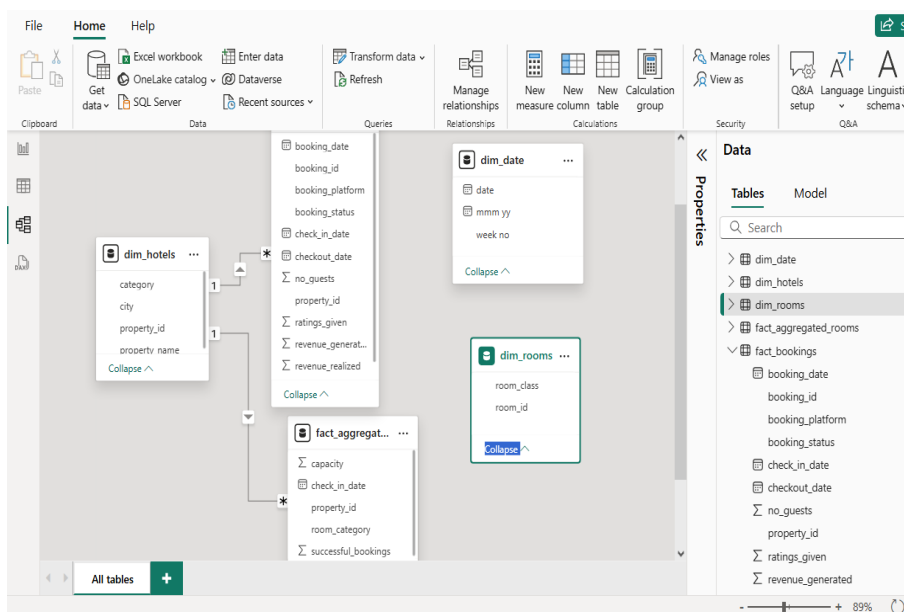 File Home Help
S
Paste
Clipboard
Get data
Excel workbook
OneLake catalog
SQL Server
Enter data
Dataverse
Recent sources
Data
Transform data
Refresh
Queries
Manage relationships
Relationships
New measure
New column
New table
Calculation group
Calculations
Manage roles
View as
Security
Q&A setup
Language
Linguisti
schema
Q&A
DAX
dim_hotels ...
category
city
property_id
property_name
Collapse
1
1
*
*
booking_date
booking_id
booking_platform
booking_status
check_in_date
checkout_date
Σ no_guests
property_id
Σ ratings_given
Σ revenue_generat...
Σ revenue_realized
Collapse
fact_aggregat... ...
Σ capacity
check_in_date
property_id
room_category
Σ successful_bookings
dim_date ...
date
mmm yy
week no
Collapse
dim_rooms ...
room_class
room_id
Collapse
Properties
Data
Tables Model
Search
dim_date
dim_hotels
dim_rooms
fact_aggregated_rooms
fact_bookings
booking_date
booking_id
booking_platform
booking_status
check_in_date
checkout_date
Σ no_guests
property_id
Σ ratings_given
Σ revenue_generated
All tables +
- + 89%